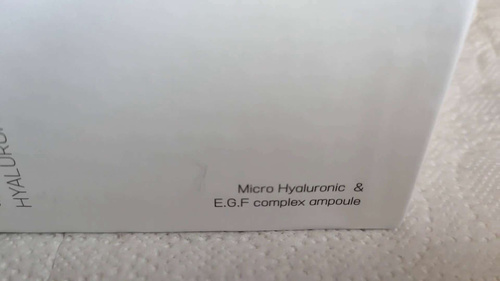 Micro Hyaluronic &
E.G.F complex ampoule